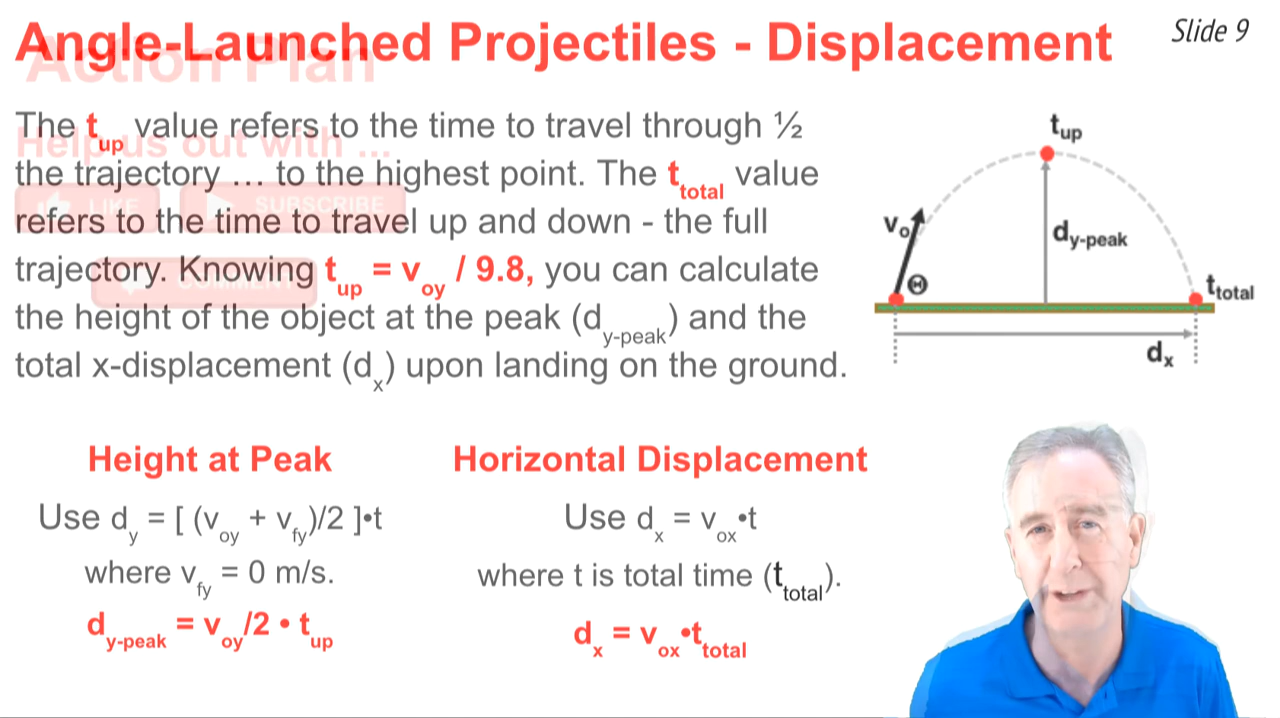 Angle-Launched Projectiles - Displacement
Slide 9
Action Plan
Help us out with ...
LIKE
SUBSCRIBE
COMMENT
The t_up value refers to the time to travel through ½
the trajectory … to the highest point. The t_total value
refers to the time to travel up and down - the full
trajectory. Knowing t_up = v_oy / 9.8, you can calculate
the height of the object at the peak (d_y-peak) and the
total x-displacement (d_x) upon landing on the ground.
t_up
v_o
d_y-peak
Θ
t_total
d_x
Height at Peak
Use d_y = [ (v_oy + v_fy)/2 ]•t
where v_fy = 0 m/s.
d_y-peak = v_oy/2 • t_up
Horizontal Displacement
Use d_x = v_ox•t
where t is total time (t_total).
d_x = v_ox•t_total